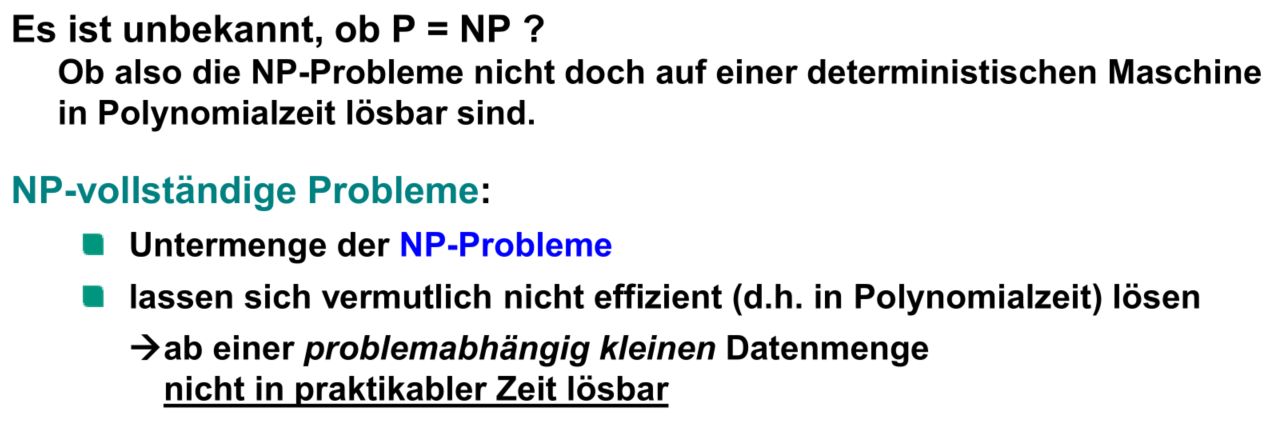 Es ist unbekannt, ob P = NP ?
Ob also die NP-Probleme nicht doch auf einer deterministischen Maschine
in Polynomialzeit lösbar sind.
NP-vollständige Probleme:
Untermenge der NP-Probleme
lassen sich vermutlich nicht effizient (d.h. in Polynomialzeit) lösen
→ab einer problemabhängig kleinen Datenmenge
nicht in praktikabler Zeit lösbar